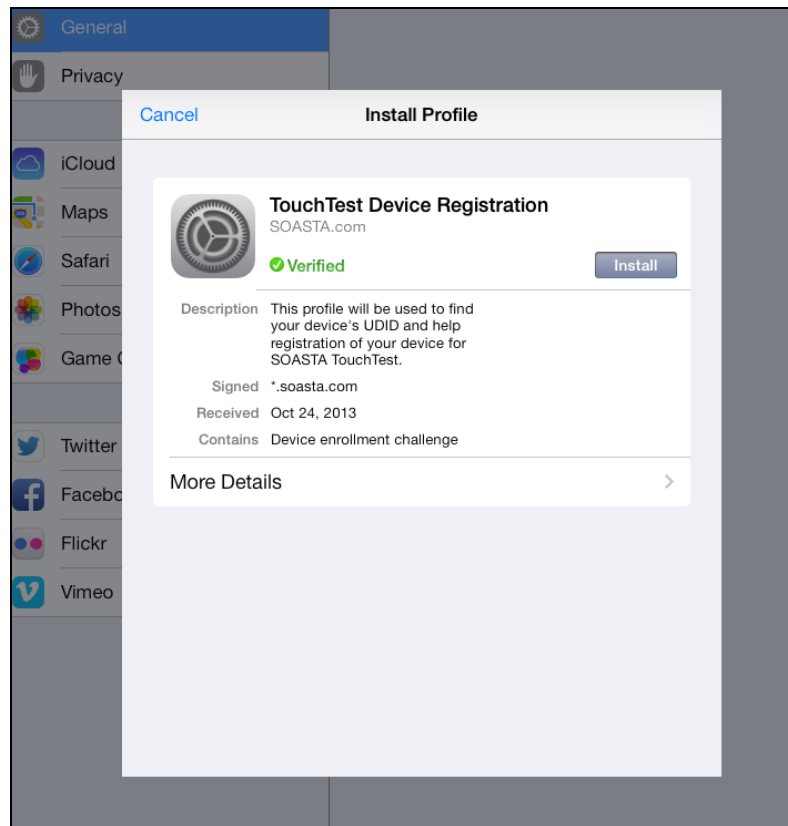 General
Privacy
iCloud
Maps
Safari
Photos
Game C
Twitter
Facebo
Flickr
Vimeo
Cancel
Install Profile
TouchTest Device Registration
SOASTA.com
Verified
Install
Description This profile will be used to find
your device's UDID and help
registration of your device for
SOASTA TouchTest.
Signed *.soasta.com
Received Oct 24, 2013
Contains Device enrollment challenge
More Details